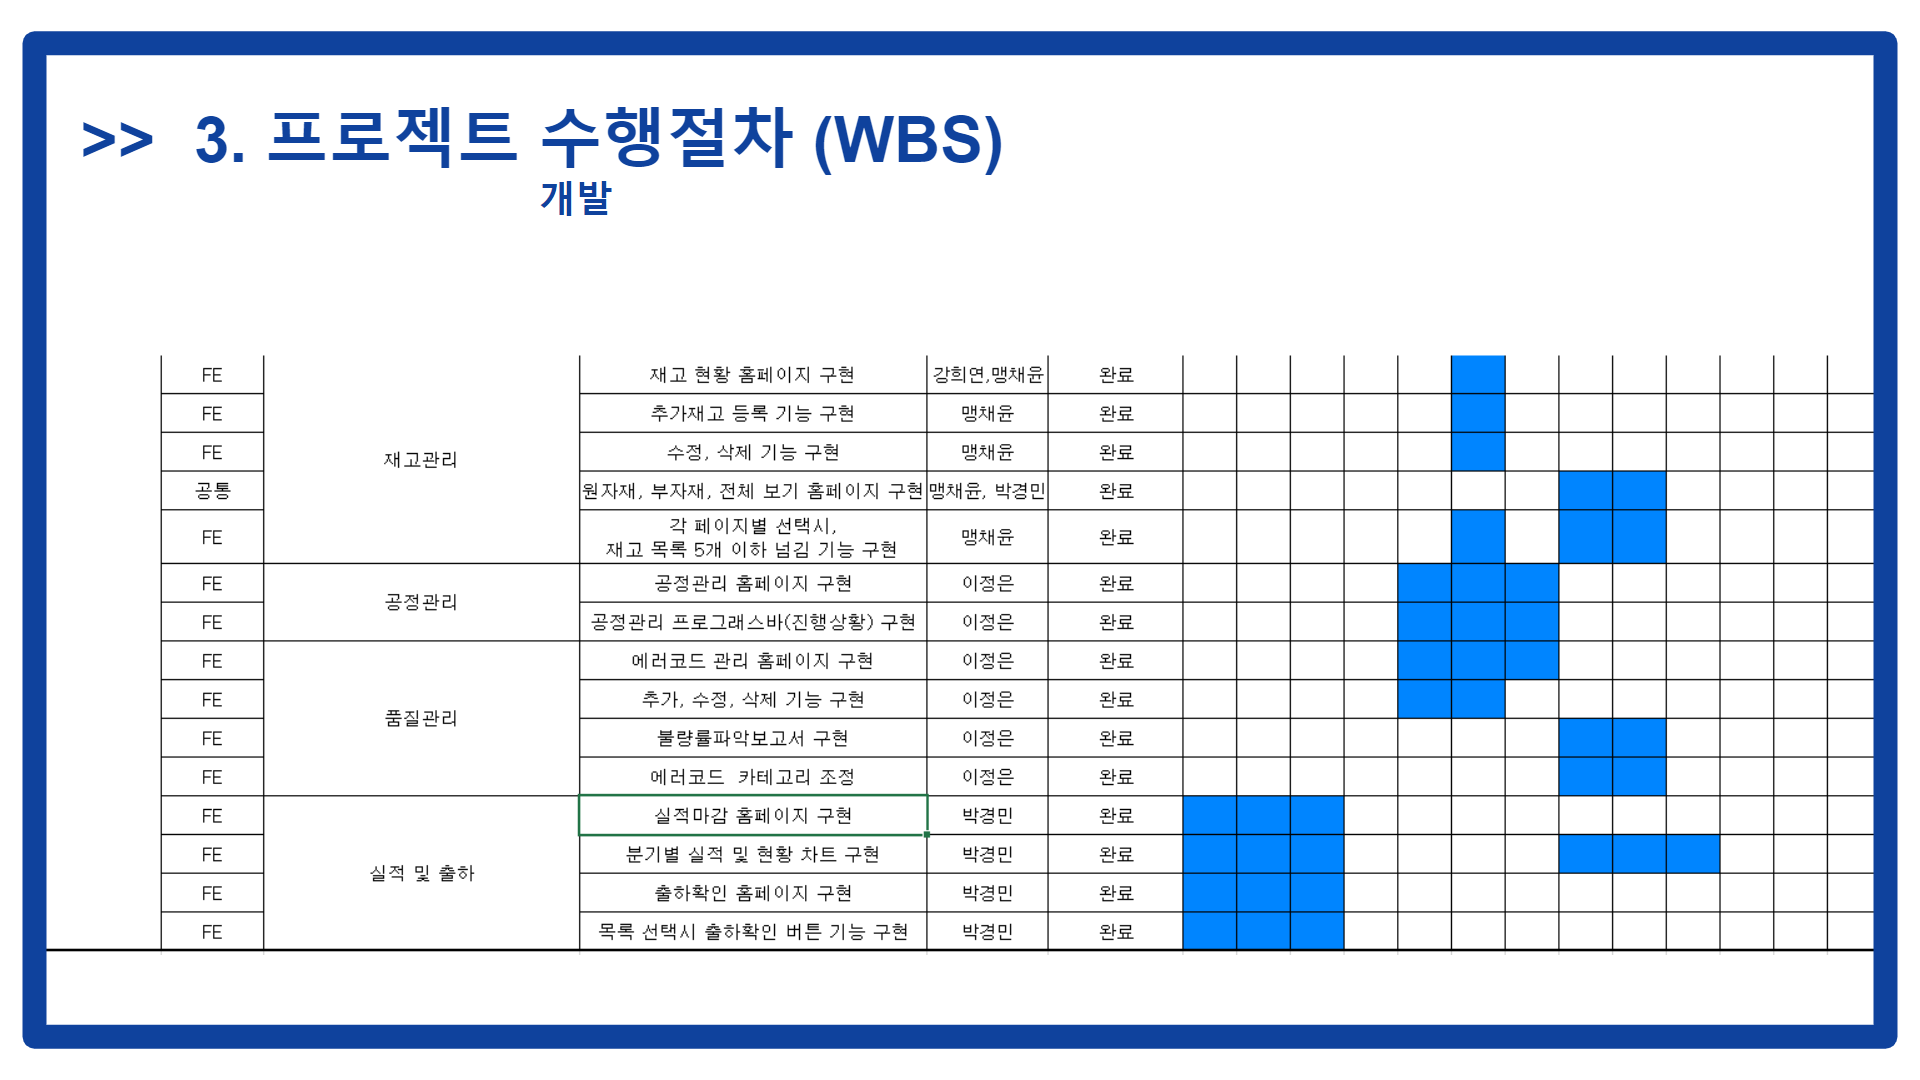 >> 3. 프로젝트 수행절차 (WBS)
개발
FE 재고 현황 홈페이지 구현 강희연,맹채윤 완료
FE 추가재고 등록 기능 구현 맹채윤 완료
재고관리
FE 수정, 삭제 기능 구현 맹채윤 완료
공통 원자재, 부자재, 전체 보기 홈페이지 구현 맹채윤, 박경민 완료
FE 각 페이지별 선택시,
재고 목록 5개 이하 넘김 기능 구현 맹채윤 완료
공정관리
FE 공정관리 홈페이지 구현 이정은 완료
FE 공정관리 프로그래스바(진행상황) 구현 이정은 완료
품질관리
FE 에러코드 관리 홈페이지 구현 이정은 완료
FE 추가, 수정, 삭제 기능 구현 이정은 완료
FE 불량률파악보고서 구현 이정은 완료
FE 에러코드 카테고리 조정 이정은 완료
실적 및 출하
FE 실적마감 홈페이지 구현 박경민 완료
FE 분기별 실적 및 현황 차트 구현 박경민 완료
FE 출하확인 홈페이지 구현 박경민 완료
FE 목록 선택시 출하확인 버튼 기능 구현 박경민 완료